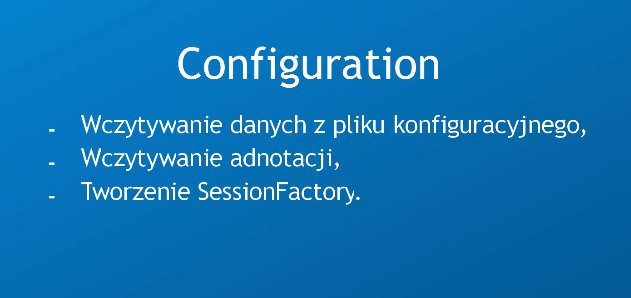 Configuration
- Wczytywanie danych z pliku konfiguracyjnego,
- Wczytywanie adnotacji,
- Tworzenie SessionFactory.